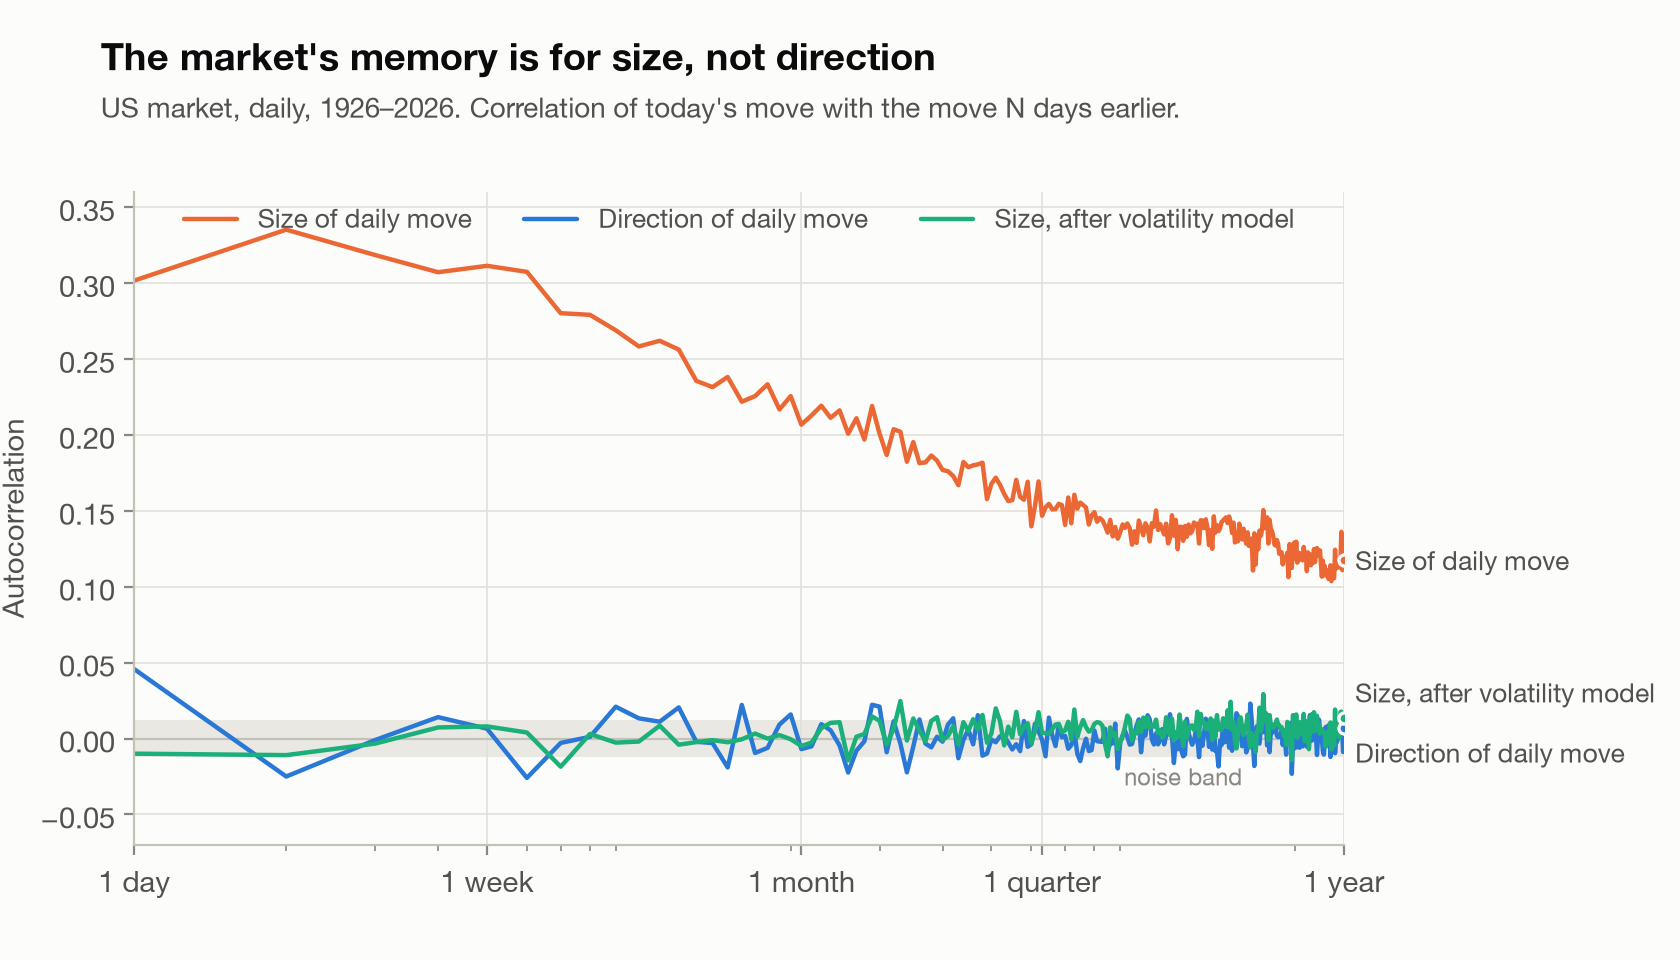 The market's memory is for size, not direction
US market, daily, 1926–2026. Correlation of today's move with the move N days earlier.
Size of daily move
Direction of daily move
Size, after volatility model
Autocorrelation
0.35
0.30
0.25
0.20
0.15
0.10
0.05
0.00
−0.05
Size of daily move
Size, after volatility model
Direction of daily move
noise band
1 day
1 week
1 month
1 quarter
1 year